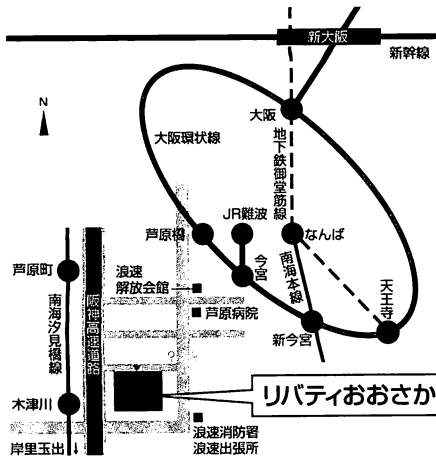 新大阪
新幹線
N
大阪
大阪環状線
地下鉄御堂筋線
JR難波
芦原橋
なんば
今宮
南海本線
天王寺
芦原町
浪速
解放会館
芦原病院
新今宮
南海汐見橋線
阪神高速道路
?
リバティおおさか
木津川
浪速消防署
浪速出張所
岸里玉出↓